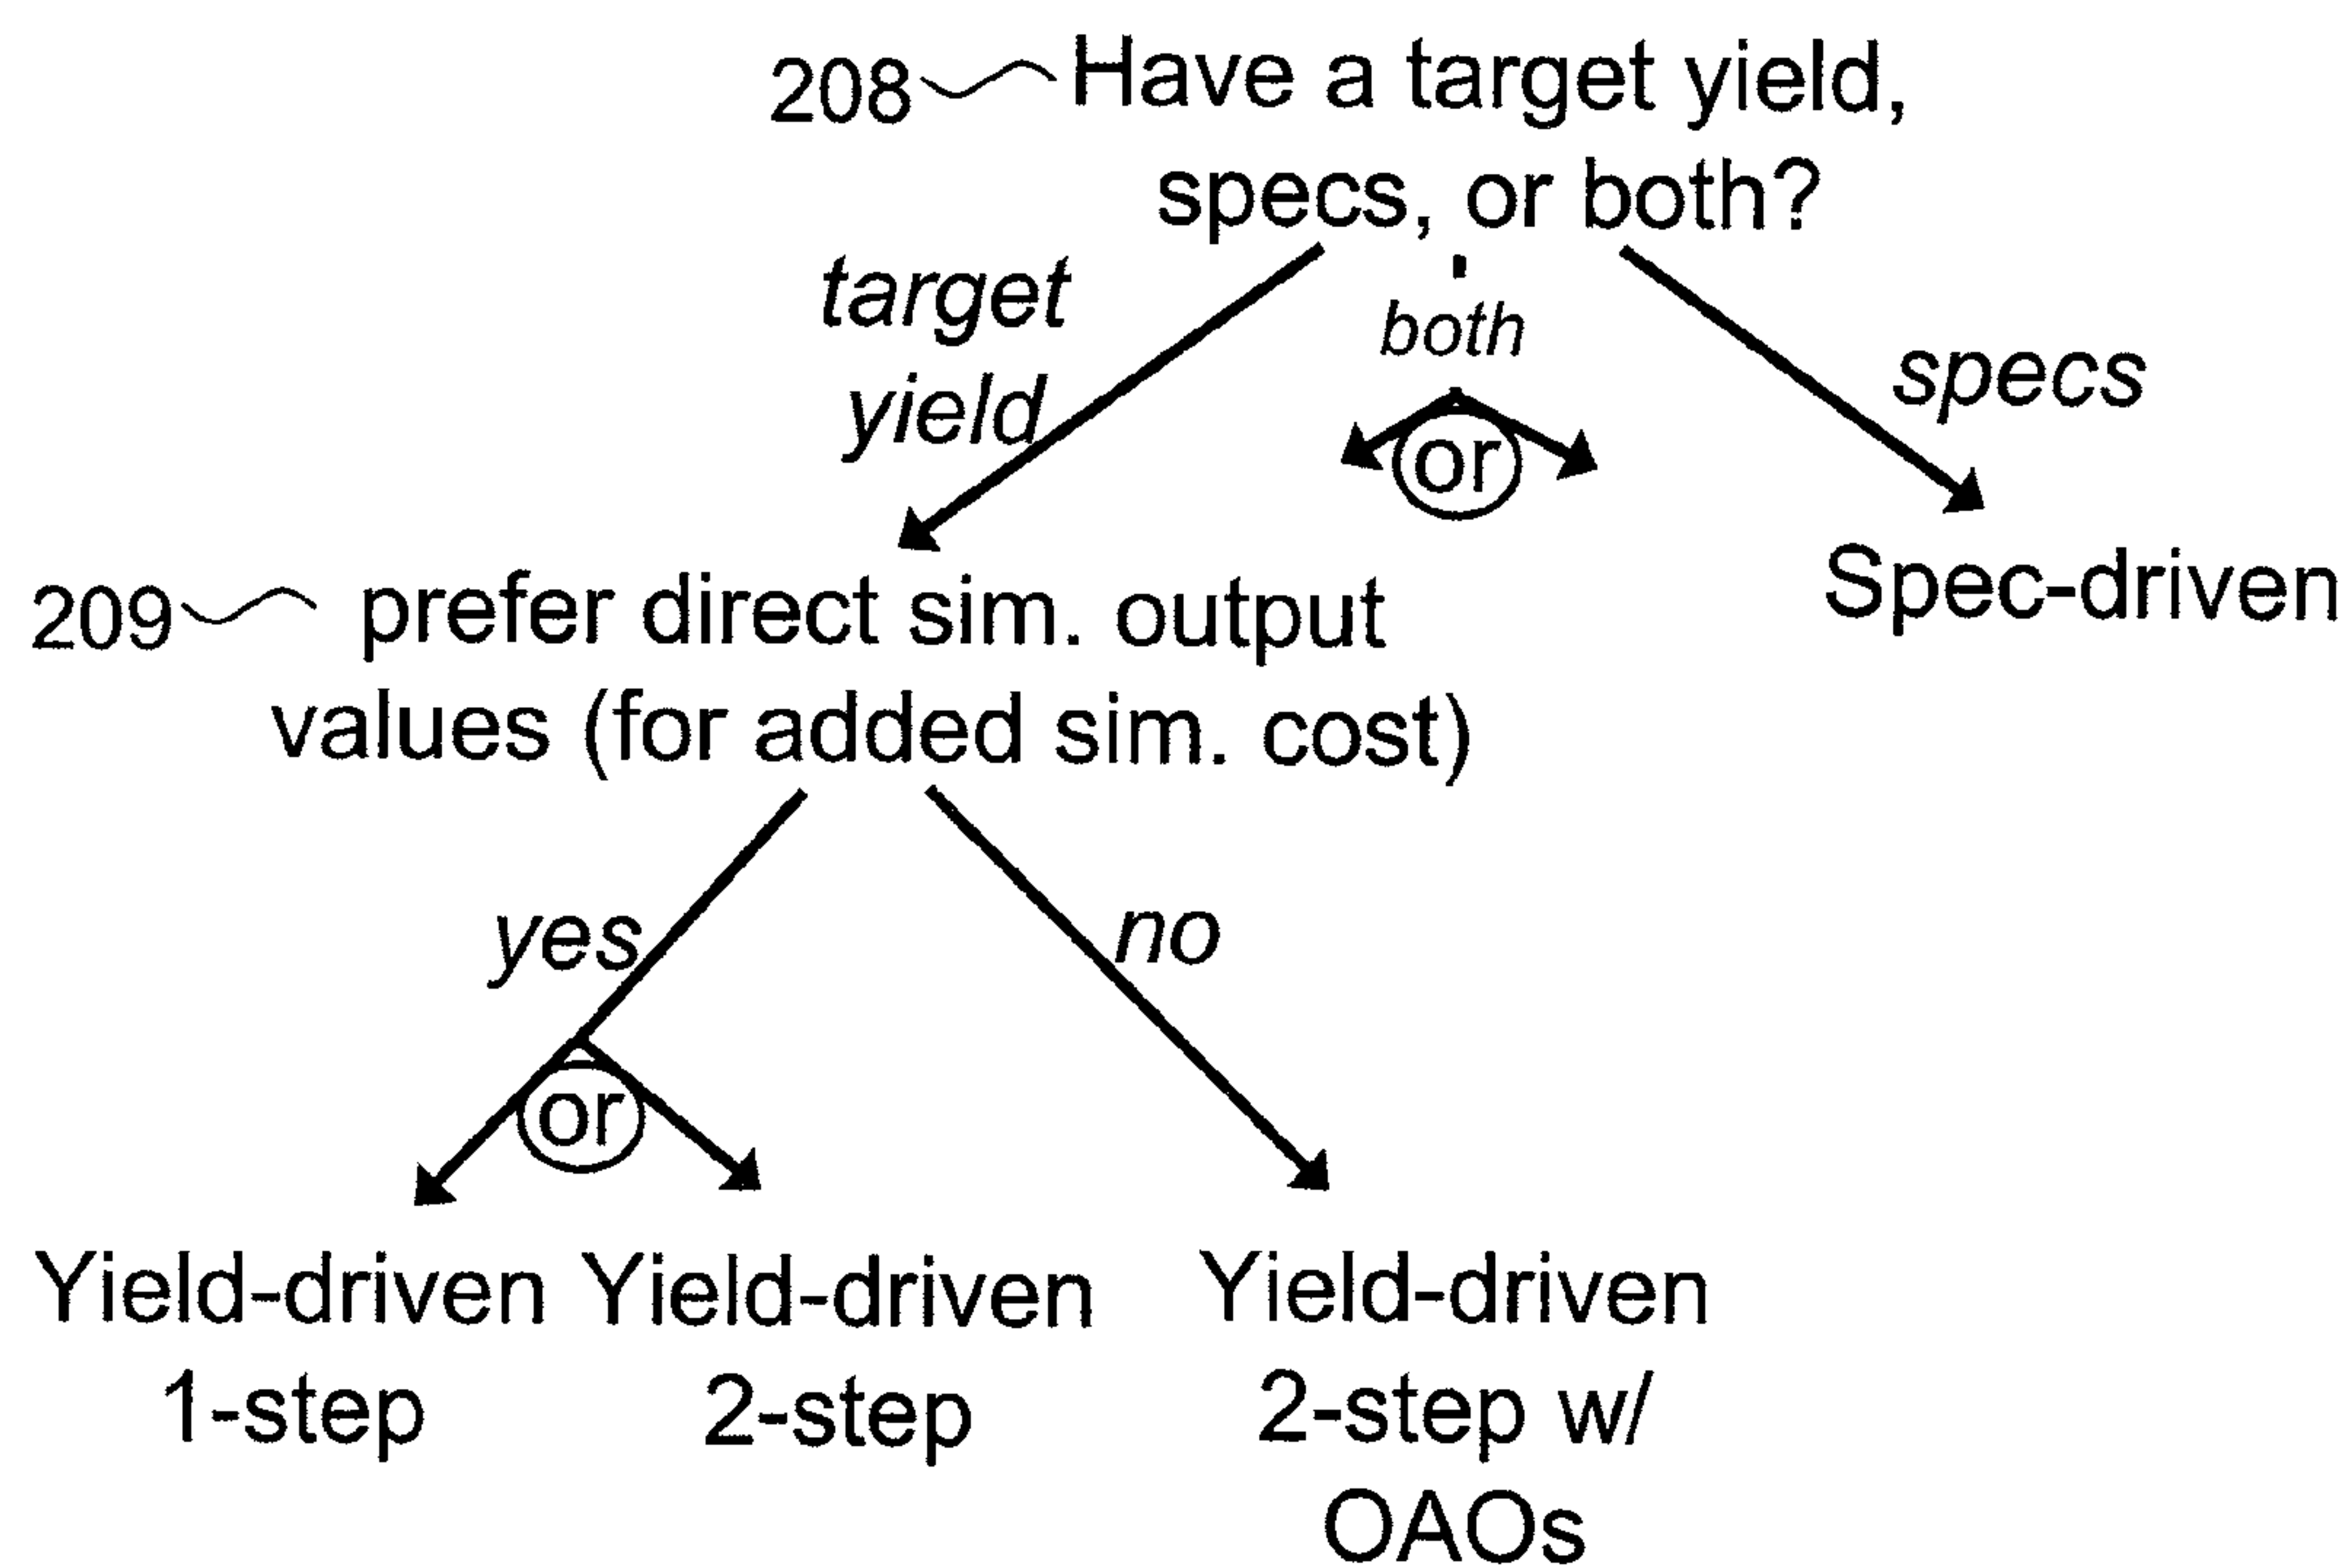 208 Have a target yield,
specs, or both?
target
yield
both
or
specs
209 prefer direct sim. output
values (for added sim. cost)
Spec-driven
yes
no
or
Yield-driven
1-step
Yield-driven
2-step
Yield-driven
2-step w/
OAOs